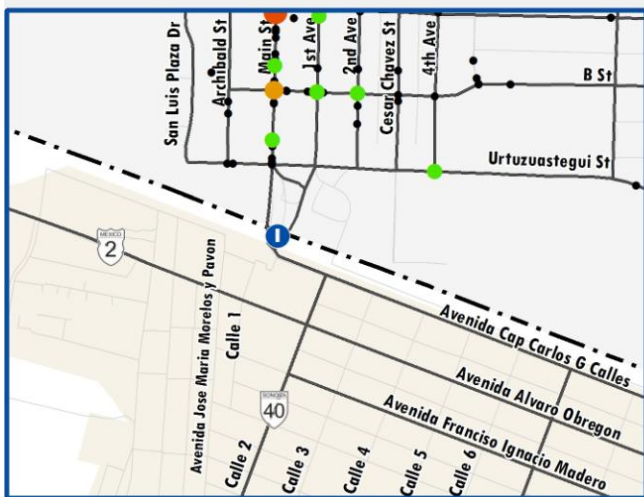 San Luis Plaza Dr
Archibald St
Main St
1st Ave
2nd Ave
Cesar Chavez St
4th Ave
B St
Urtuzuastegui St
MEXICO
2
Avenida Jose Maria Morelos y Pavon
Calle 1
Avenida Cap Carlos G Calles
SONORA
40
Avenida Alvaro Obregon
Avenida Franciso Ignacio Madero
Calle 2
Calle 3
Calle 4
Calle 5
Calle 6